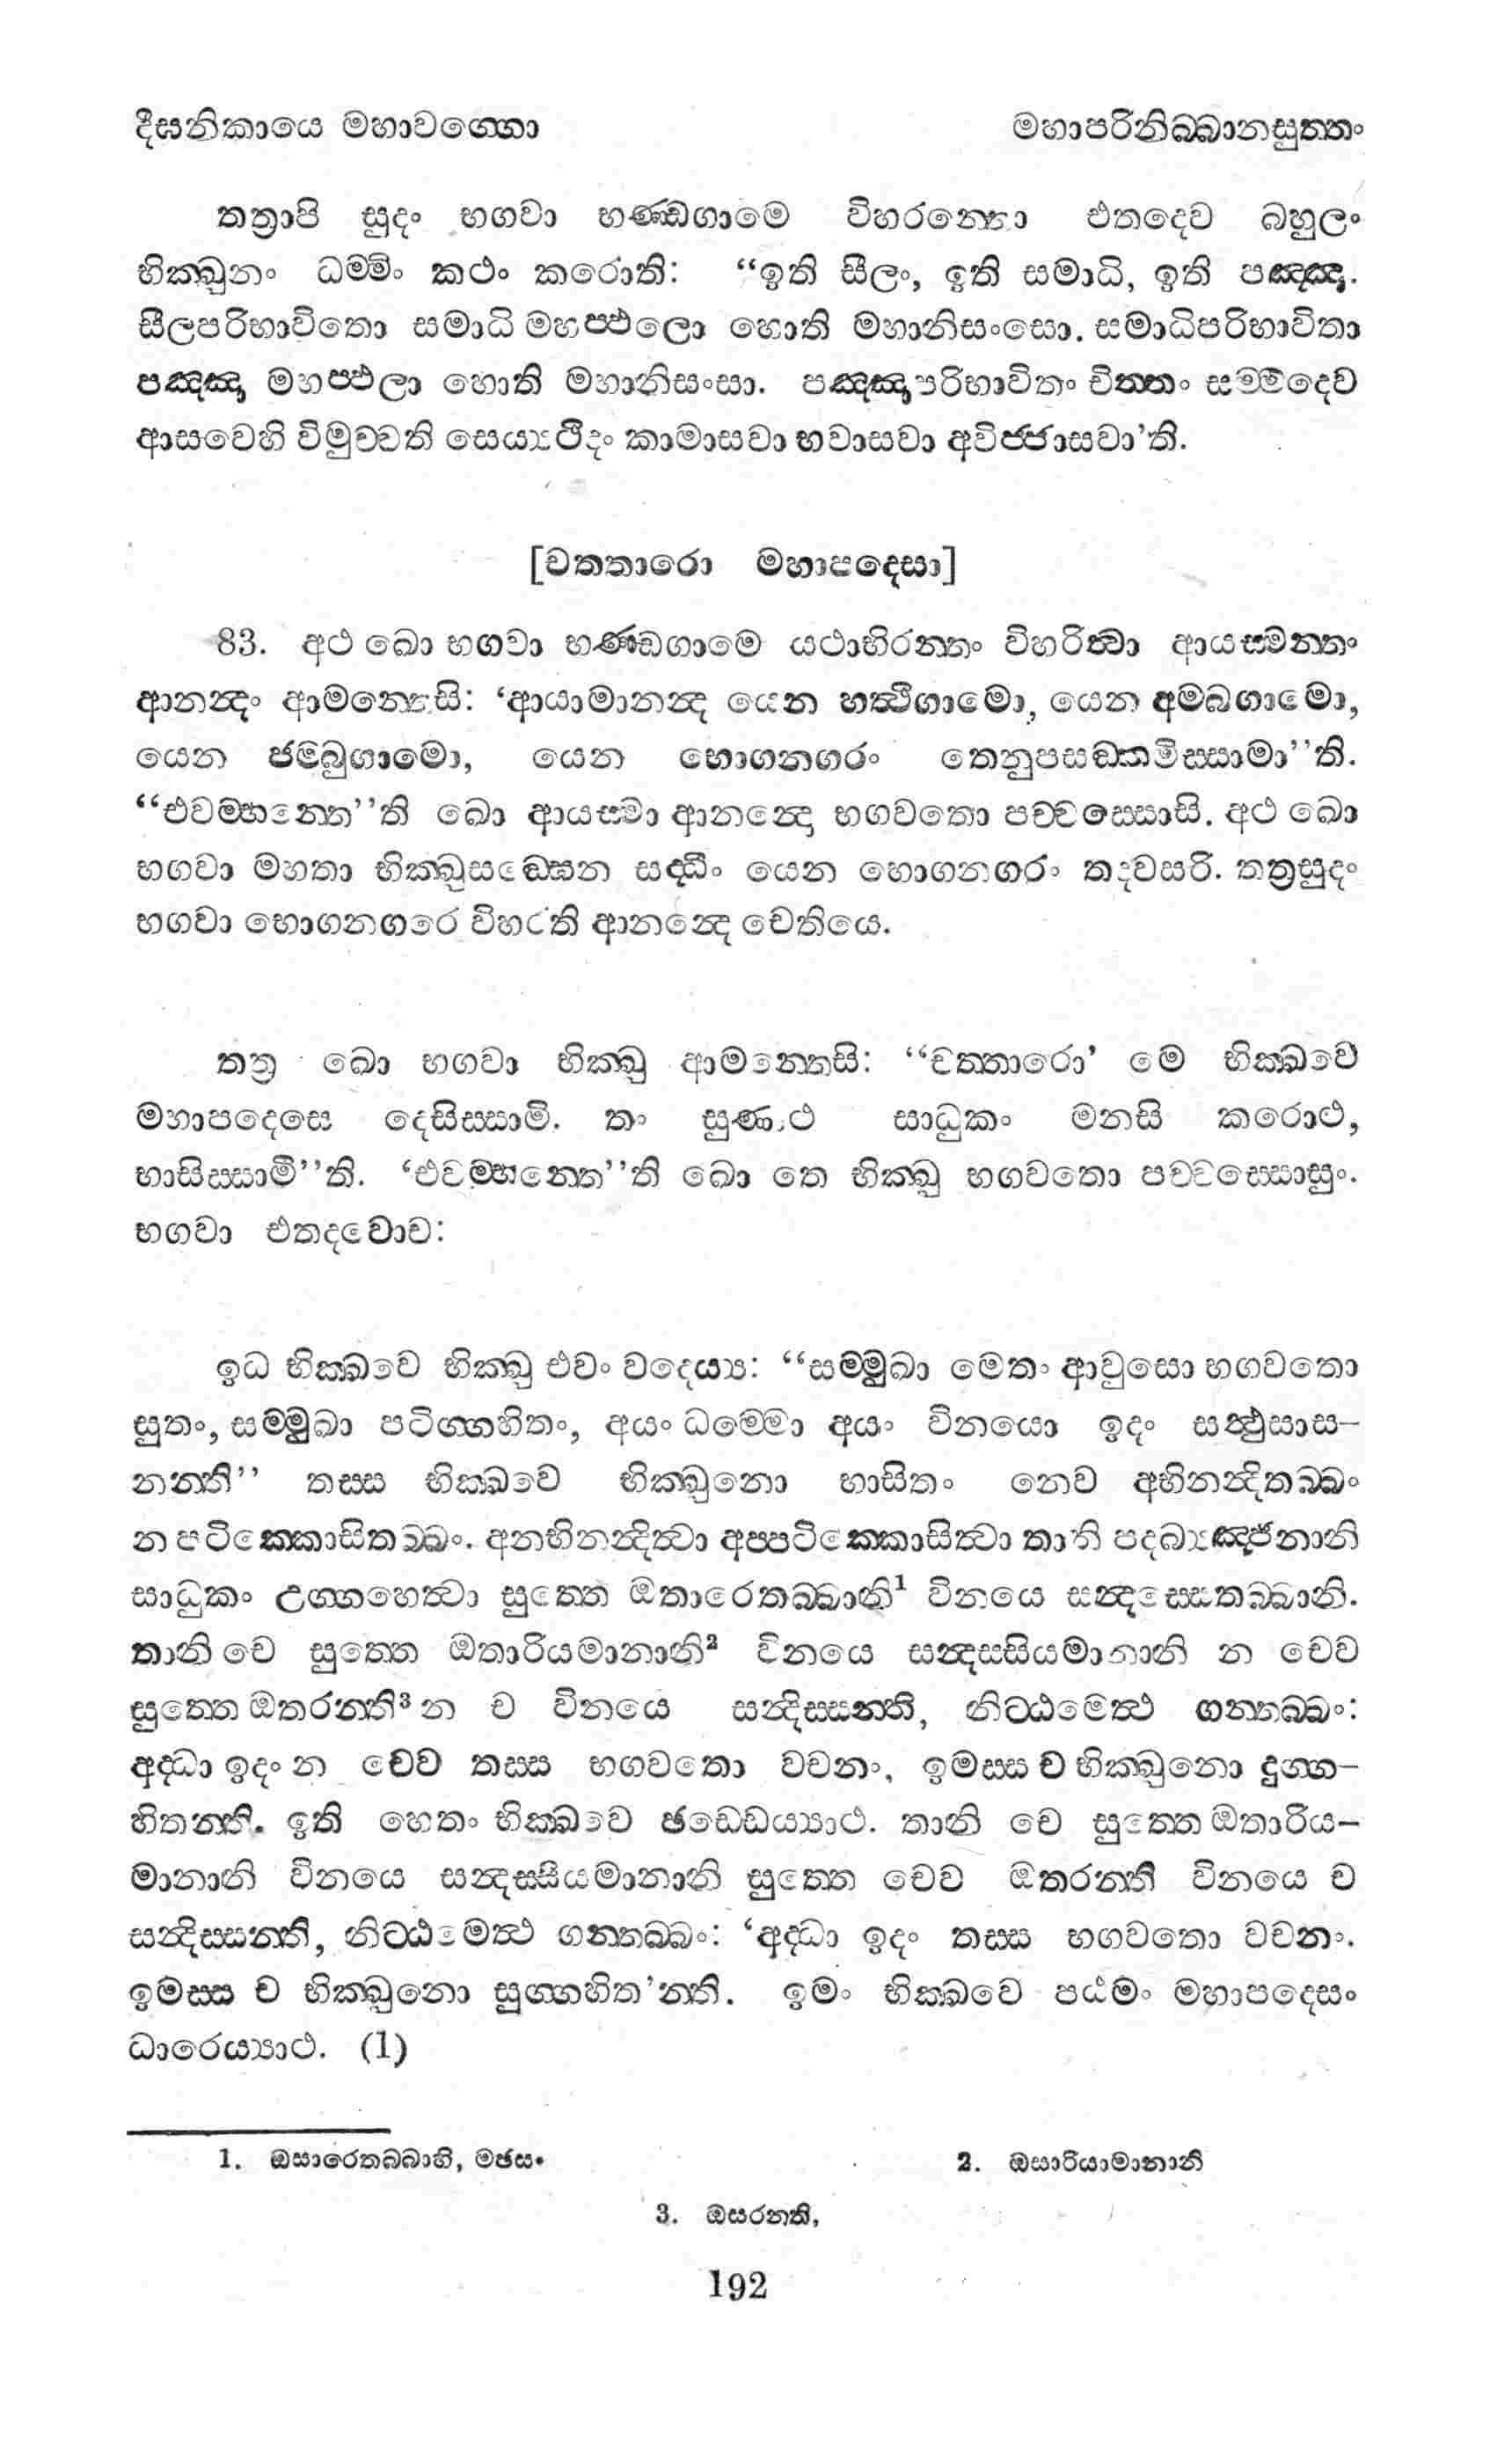 දීඝනිකායෙ මහාවග්ගො
මහාපරිනිබ්බානසුත්තං
තත්‍රාපි සුදං භගවා භණ්ඩගාමෙ විහරන්තො එතදෙව බහුලං
භික්ඛූනං ධම්මිං කථං කරොති: “ඉති සීලං, ඉති සමාධි, ඉති පඤ්ඤා.
සීලපරිභාවිතො සමාධි මහප්ඵලො හොති මහානිසංසො. සමාධිපරිභාවිතා
පඤ්ඤා මහප්ඵලා හොති මහානිසංසා. පඤ්ඤාපරිභාවිතං චිත්තං සම්මදෙව
ආසවෙහි විමුච්චති සෙය්‍යථිදං කාමාසවා භවාසවා අවිජ්ජාසවා’ති.
[චත්තාරො මහාපදෙසා]
83. අථ ඛො භගවා භණ්ඩගාමෙ යථාභිරන්තං විහරිත්වා ආයස්මන්තං
ආනන්දං ආමන්තෙසි: ‘ආයාමානන්ද යෙන හත්ථිගාමො, යෙන අම්බගාමො,
යෙන ජම්බුගාමො, යෙන භොගනගරං තෙනුපසඞ්කමිස්සාමා’’ති.
“එවම්භන්තෙ’’ති ඛො ආයස්මා ආනන්දො භගවතො පච්චස්සොසි. අථ ඛො
භගවා මහතා භික්ඛුසඞ්ඝෙන සද්ධිං යෙන භොගනගරං තදවසරි. තත්‍රසුදං
භගවා භොගනගරෙ විහරති ආනන්දෙ චෙතියෙ.
තත්‍ර ඛො භගවා භික්ඛූ ආමන්තෙසි: “චත්තාරො’ මෙ භික්ඛවෙ
මහාපදෙසෙ දෙසිස්සාමි. තං සුණාථ සාධුකං මනසි කරොථ,
භාසිස්සාමී’’ති. ‘එවම්භන්තෙ’’ති ඛො තෙ භික්ඛූ භගවතො පච්චස්සොසුං.
භගවා එතදවොච:
ඉධ භික්ඛවෙ භික්ඛු එවං වදෙය්‍ය: “සම්මුඛා මෙතං ආවුසො භගවතො
සුතං, සම්මුඛා පටිග්ගහිතං, අයං ධම්මො අයං විනයො ඉදං සත්ථුසාස–
නන්ති’’ තස්ස භික්ඛවෙ භික්ඛුනො භාසිතං නෙව අභිනන්දිතබ්බං
න පටික්කොසිතබ්බං. අනභිනන්දිත්වා අප්පටික්කොසිත්වා තානි පදබ්‍යඤ්ජනානි
සාධුකං උග්ගහෙත්වා සුත්තෙ ඔතාරෙතබ්බානි¹ විනයෙ සන්දස්සෙතබ්බානි.
තානි චෙ සුත්තෙ ඔතාරියමානානි² විනයෙ සන්දස්සියමානානි න චෙව
සුත්තෙ ඔතරන්ති³ න ච විනයෙ සන්දිස්සන්ති, නිට්ඨමෙත්ථ ගන්තබ්බං:
අද්ධා ඉදං න චෙව තස්ස භගවතො වචනං, ඉමස්ස ච භික්ඛුනො දුග්ග–
හිතන්ති. ඉති හෙතං භික්ඛවෙ ඡඩ්ඩෙය්‍යාථ. තානි චෙ සුත්තෙ ඔතාරිය–
මානානි විනයෙ සන්දස්සියමානානි සුත්තෙ චෙව ඔතරන්ති විනයෙ ච
සන්දිස්සන්ති, නිට්ඨමෙත්ථ ගන්තබ්බං: ‘අද්ධා ඉදං තස්ස භගවතො වචනං.
ඉමස්ස ච භික්ඛුනො සුග්ගහිත’න්ති. ඉමං භික්ඛවෙ පඨමං මහාපදෙසං
ධාරෙය්‍යාථ. (1)
1. ඔසාරෙතබ්බානි, මඡසං
2. ඔසාරියාමානානි
3. ඔසරන්ති,
192